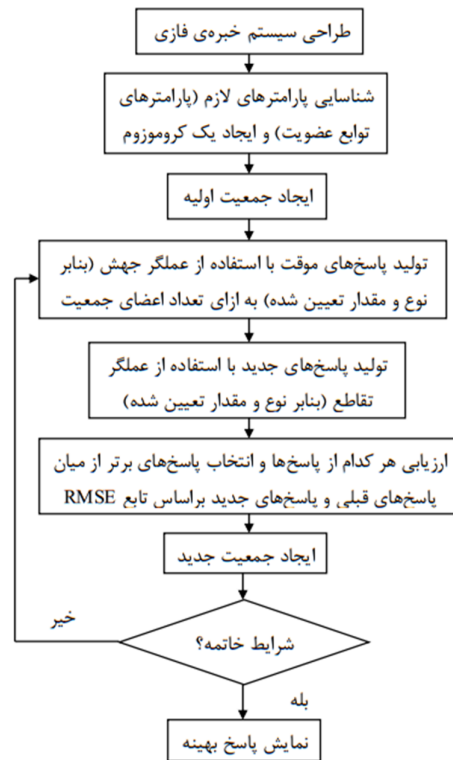 طراحی سیستم خبره‌ی فازی
شناسایی پارامترهای لازم (پارامترهای
توابع عضویت) و ایجاد یک کروموزوم
ایجاد جمعیت اولیه
تولید پاسخ‌های موقت با استفاده از عملگر جهش (بنابر
نوع و مقدار تعیین شده) به ازای تعداد اعضای جمعیت
تولید پاسخ‌های جدید با استفاده از عملگر
تقاطع (بنابر نوع و مقدار تعیین شده)
ارزیابی هر کدام از پاسخ‌ها و انتخاب پاسخ‌های برتر از میان
پاسخ‌های قبلی و پاسخ‌های جدید براساس تابع RMSE
ایجاد جمعیت جدید
خیر
شرایط خاتمه؟
بله
نمایش پاسخ بهینه